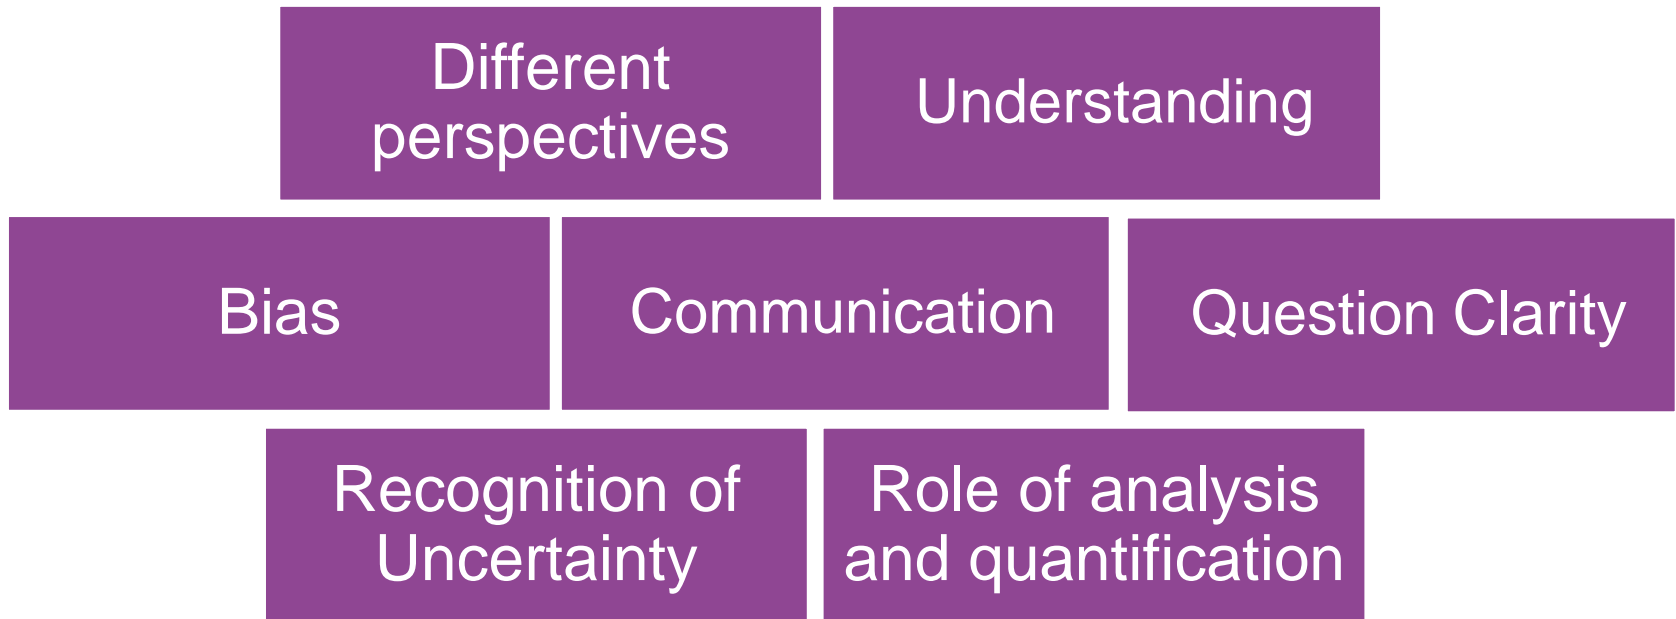 Different
perspectives
Understanding
Bias
Communication
Question Clarity
Recognition of
Uncertainty
Role of analysis
and quantification